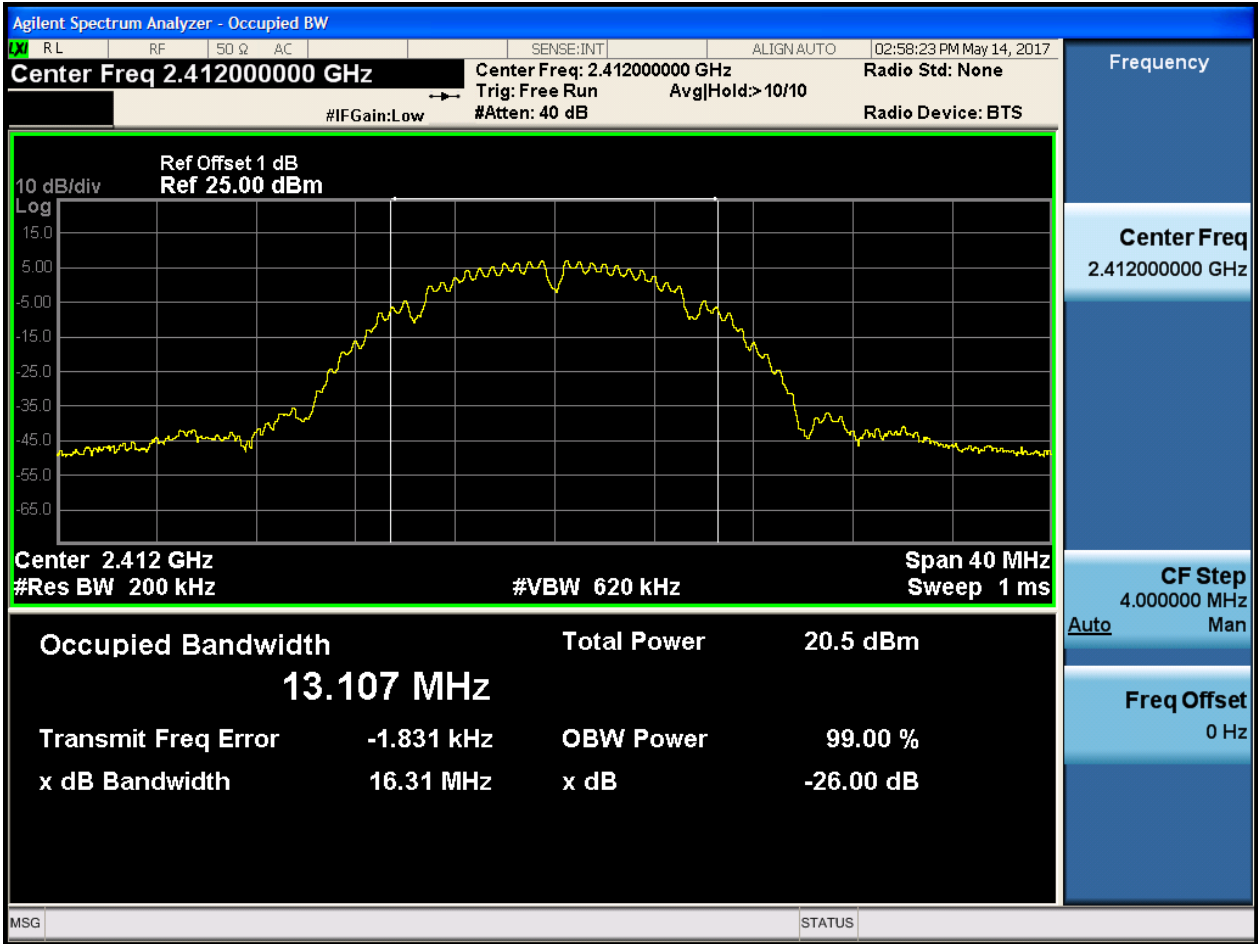 Agilent Spectrum Analyzer - Occupied BW
LXI RL RF 50 Ω AC SENSE:INT ALIGN AUTO 02:58:23 PM May 14, 2017
Center Freq 2.412000000 GHz
Center Freq: 2.412000000 GHz Radio Std: None
Trig: Free Run Avg|Hold:> 10/10
#IFGain:Low #Atten: 40 dB Radio Device: BTS
Ref Offset 1 dB
10 dB/div Ref 25.00 dBm
Log
15.0
5.00
-5.00
-15.0
-25.0
-35.0
-45.0
-55.0
-65.0
Center 2.412 GHz Span 40 MHz
#Res BW 200 kHz #VBW 620 kHz Sweep 1 ms
Occupied Bandwidth Total Power 20.5 dBm
13.107 MHz
Transmit Freq Error -1.831 kHz OBW Power 99.00 %
x dB Bandwidth 16.31 MHz x dB -26.00 dB
Frequency
Center Freq
2.412000000 GHz
CF Step
4.000000 MHz
Auto Man
Freq Offset
0 Hz
MSG STATUS